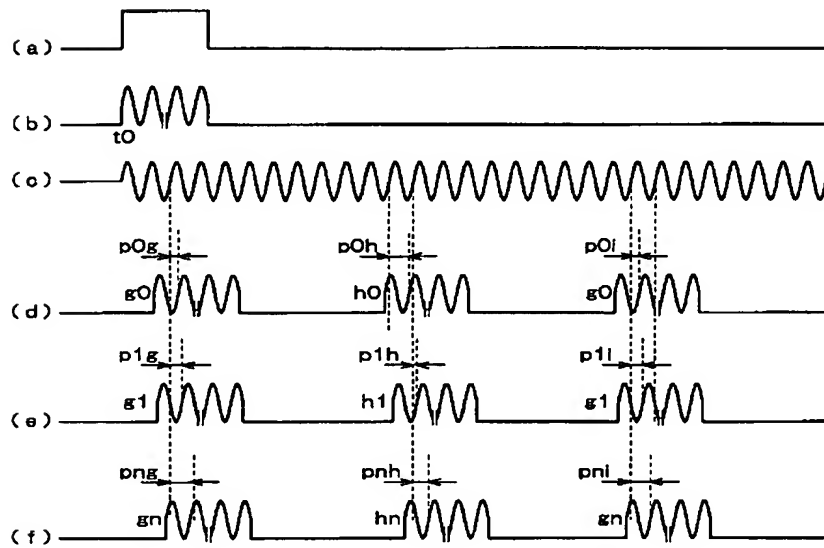 (a)
(b)
t0
(c)
p0g p0h p0i
g0 h0 g0
(d)
p1g p1h p1i
g1 h1 g1
(e)
png pnh pni
gn hn gn
(f)